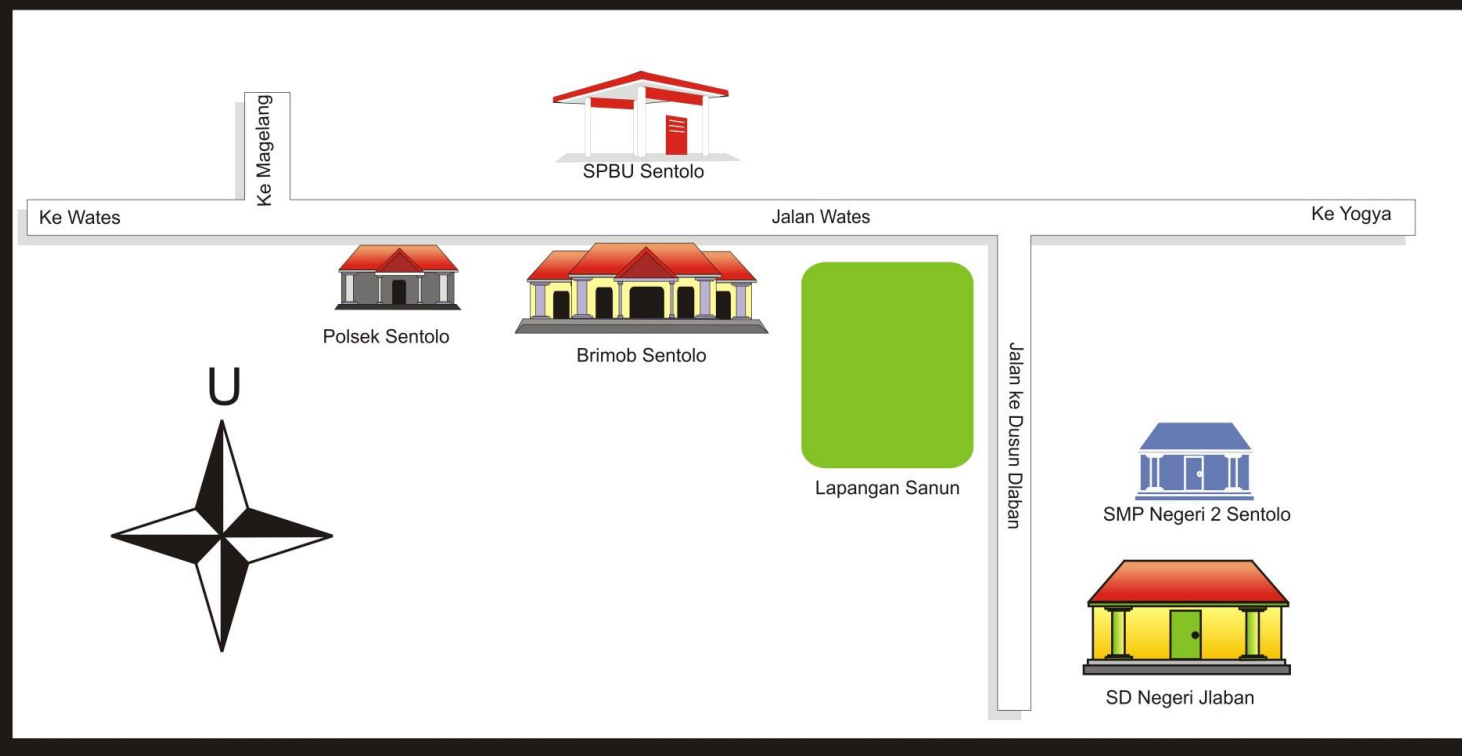 Ke Magelang
SPBU Sentolo
Ke Wates
Jalan Wates
Ke Yogya
Polsek Sentolo
Brimob Sentolo
U
Jalan ke Dusun Dlaban
Lapangan Sanun
SMP Negeri 2 Sentolo
SD Negeri Jlaban